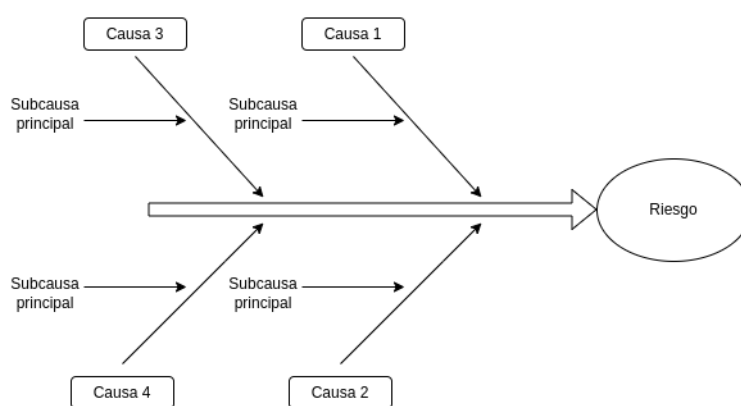 Causa 3
Causa 1
Subcausa
principal
Subcausa
principal
Riesgo
Subcausa
principal
Subcausa
principal
Causa 4
Causa 2